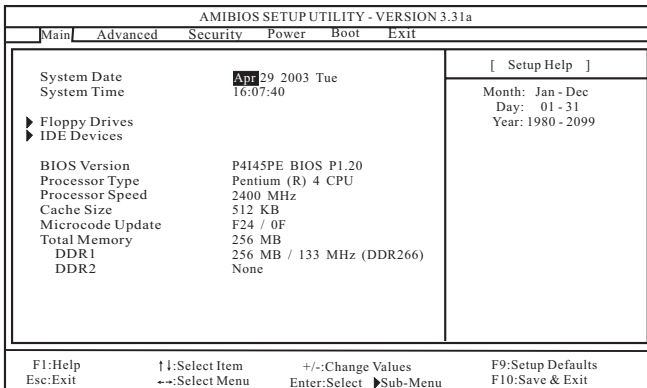 AMIBIOS SETUP UTILITY - VERSION 3.31a
Main Advanced Security Power Boot Exit
[ Setup Help ]
System Date Apr 29 2003 Tue
System Time 16:07:40
Month: Jan - Dec
Day: 01 - 31
Year: 1980 - 2099
Floppy Drives
IDE Devices
BIOS Version P4I45PE BIOS P1.20
Processor Type Pentium (R) 4 CPU
Processor Speed 2400 MHz
Cache Size 512 KB
Microcode Update F24 / 0F
Total Memory 256 MB
DDR1 256 MB / 133 MHz (DDR266)
DDR2 None
F1:Help ↑↓:Select Item +/-:Change Values F9:Setup Defaults
Esc:Exit ←→:Select Menu Enter:Select ▶Sub-Menu F10:Save & Exit